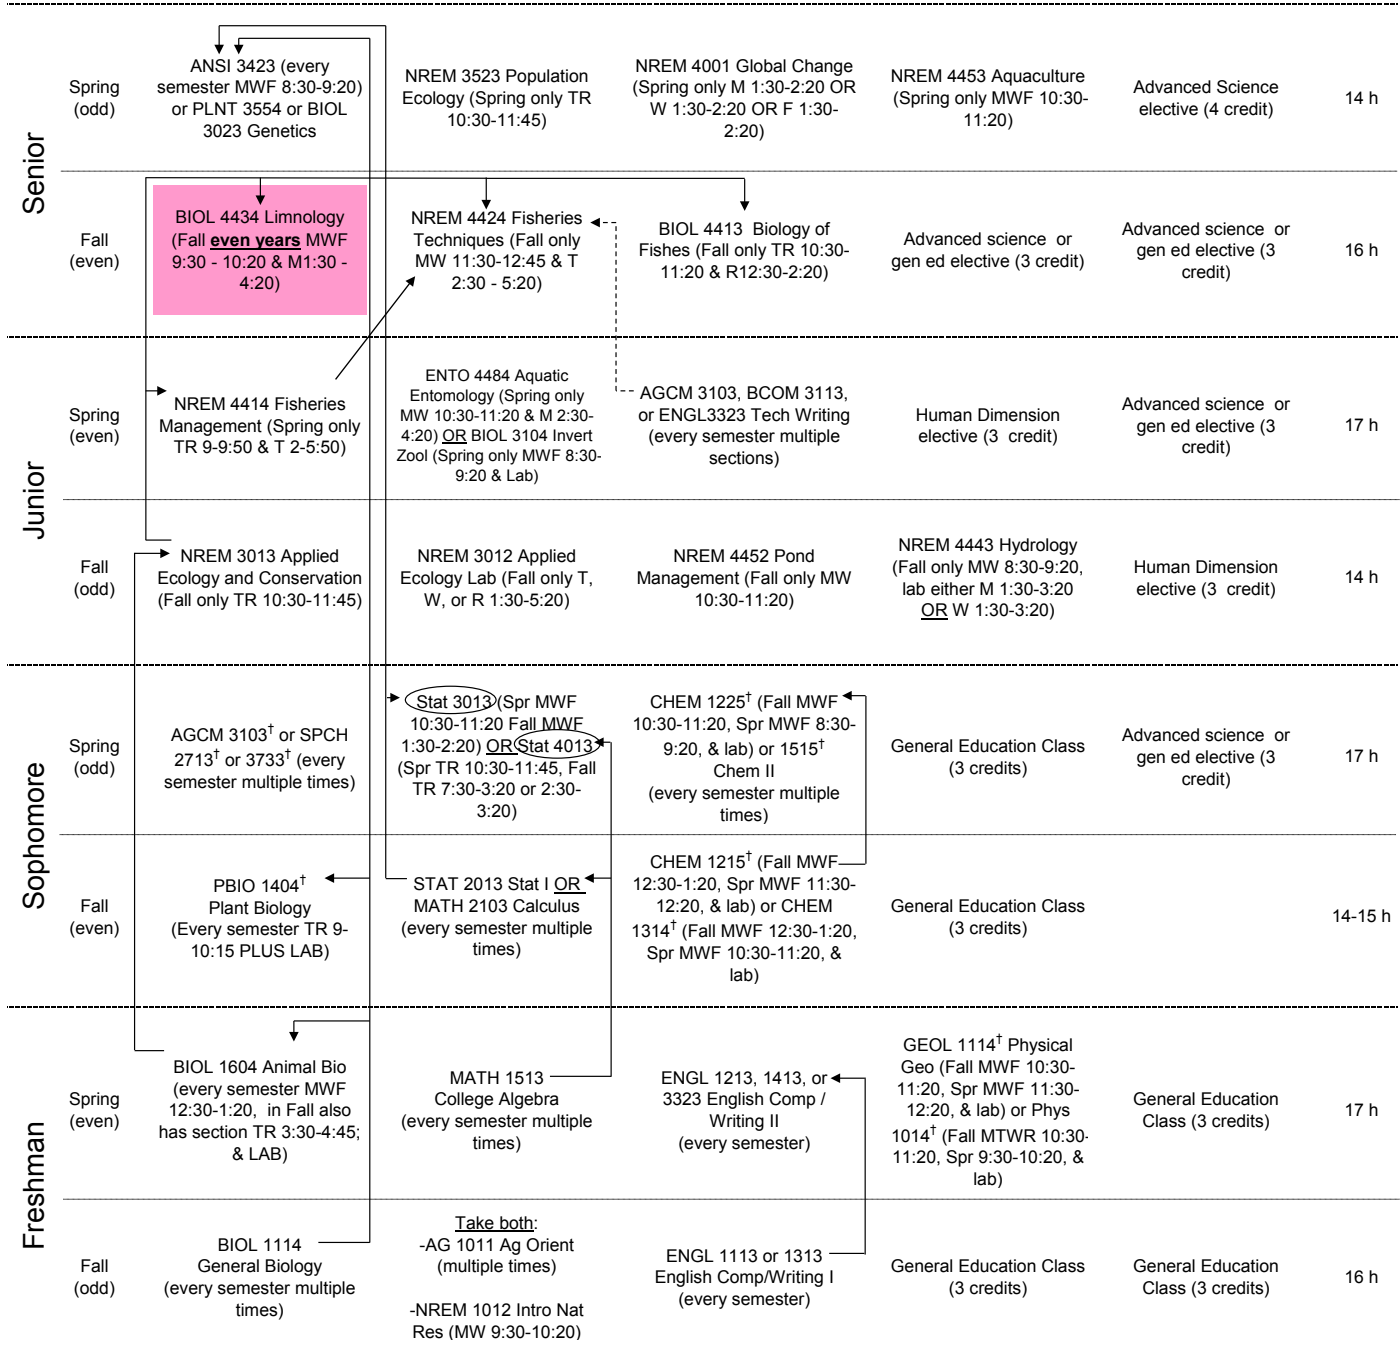 Senior
Spring
(odd)
ANSI 3423 (every
semester MWF 8:30-9:20)
or PLNT 3554 or BIOL
3023 Genetics
NREM 3523 Population
Ecology (Spring only TR
10:30-11:45)
NREM 4001 Global Change
(Spring only M 1:30-2:20 OR
W 1:30-2:20 OR F 1:30-
2:20)
NREM 4453 Aquaculture
(Spring only MWF 10:30-
11:20)
Advanced Science
elective (4 credit)
14 h
Fall
(even)
BIOL 4434 Limnology
(Fall even years MWF
9:30 - 10:20 & M1:30 -
4:20)
NREM 4424 Fisheries
Techniques (Fall only
MW 11:30-12:45 & T
2:30 - 5:20)
BIOL 4413 Biology of
Fishes (Fall only TR 10:30-
11:20 & R12:30-2:20)
Advanced science or
gen ed elective (3 credit)
Advanced science or
gen ed elective (3
credit)
16 h
Junior
Spring
(even)
NREM 4414 Fisheries
Management (Spring only
TR 9-9:50 & T 2-5:50)
ENTO 4484 Aquatic
Entomology (Spring only
MW 10:30-11:20 & M 2:30-
4:20) OR BIOL 3104 Invert
Zool (Spring only MWF 8:30-
9:20 & Lab)
AGCM 3103, BCOM 3113,
or ENGL3323 Tech Writing
(every semester multiple
sections)
Human Dimension
elective (3 credit)
Advanced science or
gen ed elective (3
credit)
17 h
Fall
(odd)
NREM 3013 Applied
Ecology and Conservation
(Fall only TR 10:30-11:45)
NREM 3012 Applied
Ecology Lab (Fall only T,
W, or R 1:30-5:20)
NREM 4452 Pond
Management (Fall only MW
10:30-11:20)
NREM 4443 Hydrology
(Fall only MW 8:30-9:20,
lab either M 1:30-3:20
OR W 1:30-3:20)
Human Dimension
elective (3 credit)
14 h
Sophomore
Spring
(odd)
AGCM 3103† or SPCH
2713† or 3733† (every
semester multiple times)
Stat 3013 (Spr MWF
10:30-11:20 Fall MWF
1:30-2:20) OR Stat 4013
(Spr TR 10:30-11:45, Fall
TR 7:30-3:20 or 2:30-
3:20)
CHEM 1225† (Fall MWF
10:30-11:20, Spr MWF 8:30-
9:20, & lab) or 1515†
Chem II
(every semester multiple
times)
General Education Class
(3 credits)
Advanced science or
gen ed elective (3
credit)
17 h
Fall
(even)
PBIO 1404†
Plant Biology
(Every semester TR 9-
10:15 PLUS LAB)
STAT 2013 Stat I OR
MATH 2103 Calculus
(every semester multiple
times)
CHEM 1215† (Fall MWF
12:30-1:20, Spr MWF 11:30-
12:20, & lab) or CHEM
1314† (Fall MWF 12:30-1:20,
Spr MWF 10:30-11:20, &
lab)
General Education Class
(3 credits)
14-15 h
Freshman
Spring
(even)
BIOL 1604 Animal Bio
(every semester MWF
12:30-1:20, in Fall also
has section TR 3:30-4:45;
& LAB)
MATH 1513
College Algebra
(every semester multiple
times)
ENGL 1213, 1413, or
3323 English Comp /
Writing II
(every semester)
GEOL 1114† Physical
Geo (Fall MWF 10:30-
11:20, Spr MWF 11:30-
12:20, & lab) or Phys
1014† (Fall MTWR 10:30-
11:20, Spr 9:30-10:20, &
lab)
General Education
Class (3 credits)
17 h
Fall
(odd)
BIOL 1114
General Biology
(every semester multiple
times)
Take both:
-AG 1011 Ag Orient
(multiple times)
-NREM 1012 Intro Nat
Res (MW 9:30-10:20)
ENGL 1113 or 1313
English Comp/Writing I
(every semester)
General Education Class
(3 credits)
General Education
Class (3 credits)
16 h